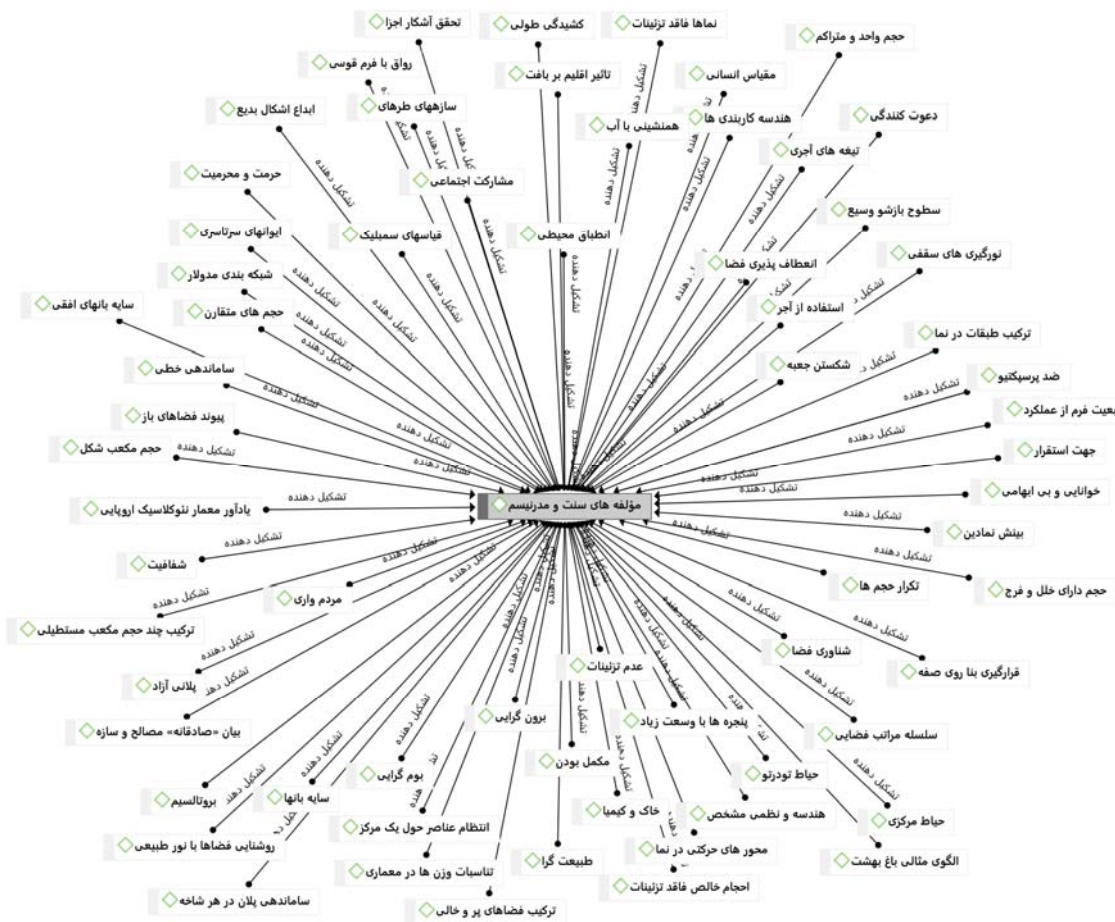 تحقق آشکار اجزا
کشیدگی طولی
نماها فاقد تزئینات
حجم واحد و متراکم
رواق با فرم قوسی
تاثیر اقلیم بر بافت
مقیاس انسانی
ابداع اشکال بدیع
سازههای طرهای
همنشینی با آب
هندسه کاربندی ها
دعوت کنندگی
تیغه های آجری
حرمت و محرمیت
مشارکت اجتماعی
سطوح بازشو وسیع
ایوانهای سرتاسری
قیاسهای سمبلیک
انطباق محیطی
انعطاف پذیری فضا
نورگیری های سقفی
شبکه بندی مدولار
سایه بانهای افقی
حجم های متقارن
استفاده از آجر
ترکیب طبقات در نما
ساماندهی خطی
شکستن جعبه
ضد پرسپکتیو
پیوند فضاهای باز
بعیت فرم از عملکرد
حجم مکعب شکل
جهت استقرار
خوانایی و بی ابهامی
یادآور معمار نئوکلاسیک اروپایی
مؤلفه های سنت و مدرنیسم
بینش نمادین
شفافیت
مردم واری
تکرار حجم ها
حجم دارای خلل و فرج
ترکیب چند حجم مکعب مستطیلی
شناوری فضا
قرارگیری بنا روی صفه
پلانی آزاد
عدم تزئینات
بیان «صادقانه» مصالح و سازه
برون گرایی
پنجره ها با وسعت زیاد
سلسله مراتب فضایی
بروتالسیم
سایه بانها
بوم گرایی
مکمل بودن
حیاط تودرتو
خاک و کیمیا
هندسه و نظمی مشخص
حیاط مرکزی
روشنایی فضاها با نور طبیعی
انتظام عناصر حول یک مرکز
طبیعت گرا
محور های حرکتی در نما
الگوی مثالی باغ بهشت
ساماندهی پلان در هر شاخه
تناسبات وزن ها در معماری
احجام خالص فاقد تزئینات
ترکیب فضاهای پر و خالی
تشکیل دهنده